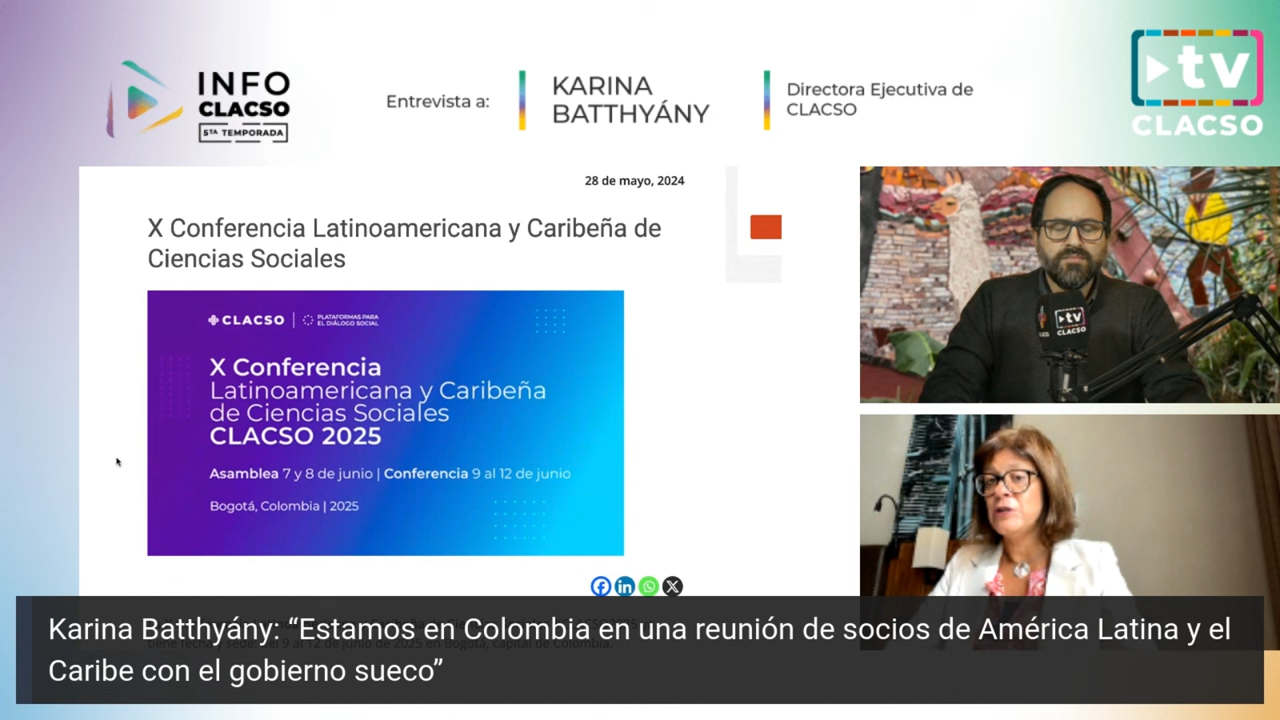 INFO
CLACSO
5TA TEMPORADA
Entrevista a:
KARINA
BATTHYÁNY
Directora Ejecutiva de
CLACSO
tv
CLACSO
28 de mayo, 2024
X Conferencia Latinoamericana y Caribeña de
Ciencias Sociales
CLACSO
PLATAFORMAS PARA
EL DIÁLOGO SOCIAL
X Conferencia
Latinoamericana y Caribeña
de Ciencias Sociales
CLACSO 2025
Asamblea 7 y 8 de junio | Conferencia 9 al 12 de junio
Bogotá, Colombia | 2025
tv
CLACSO
Karina Batthyány: “Estamos en Colombia en una reunión de socios de América Latina y el
Caribe con el gobierno sueco”